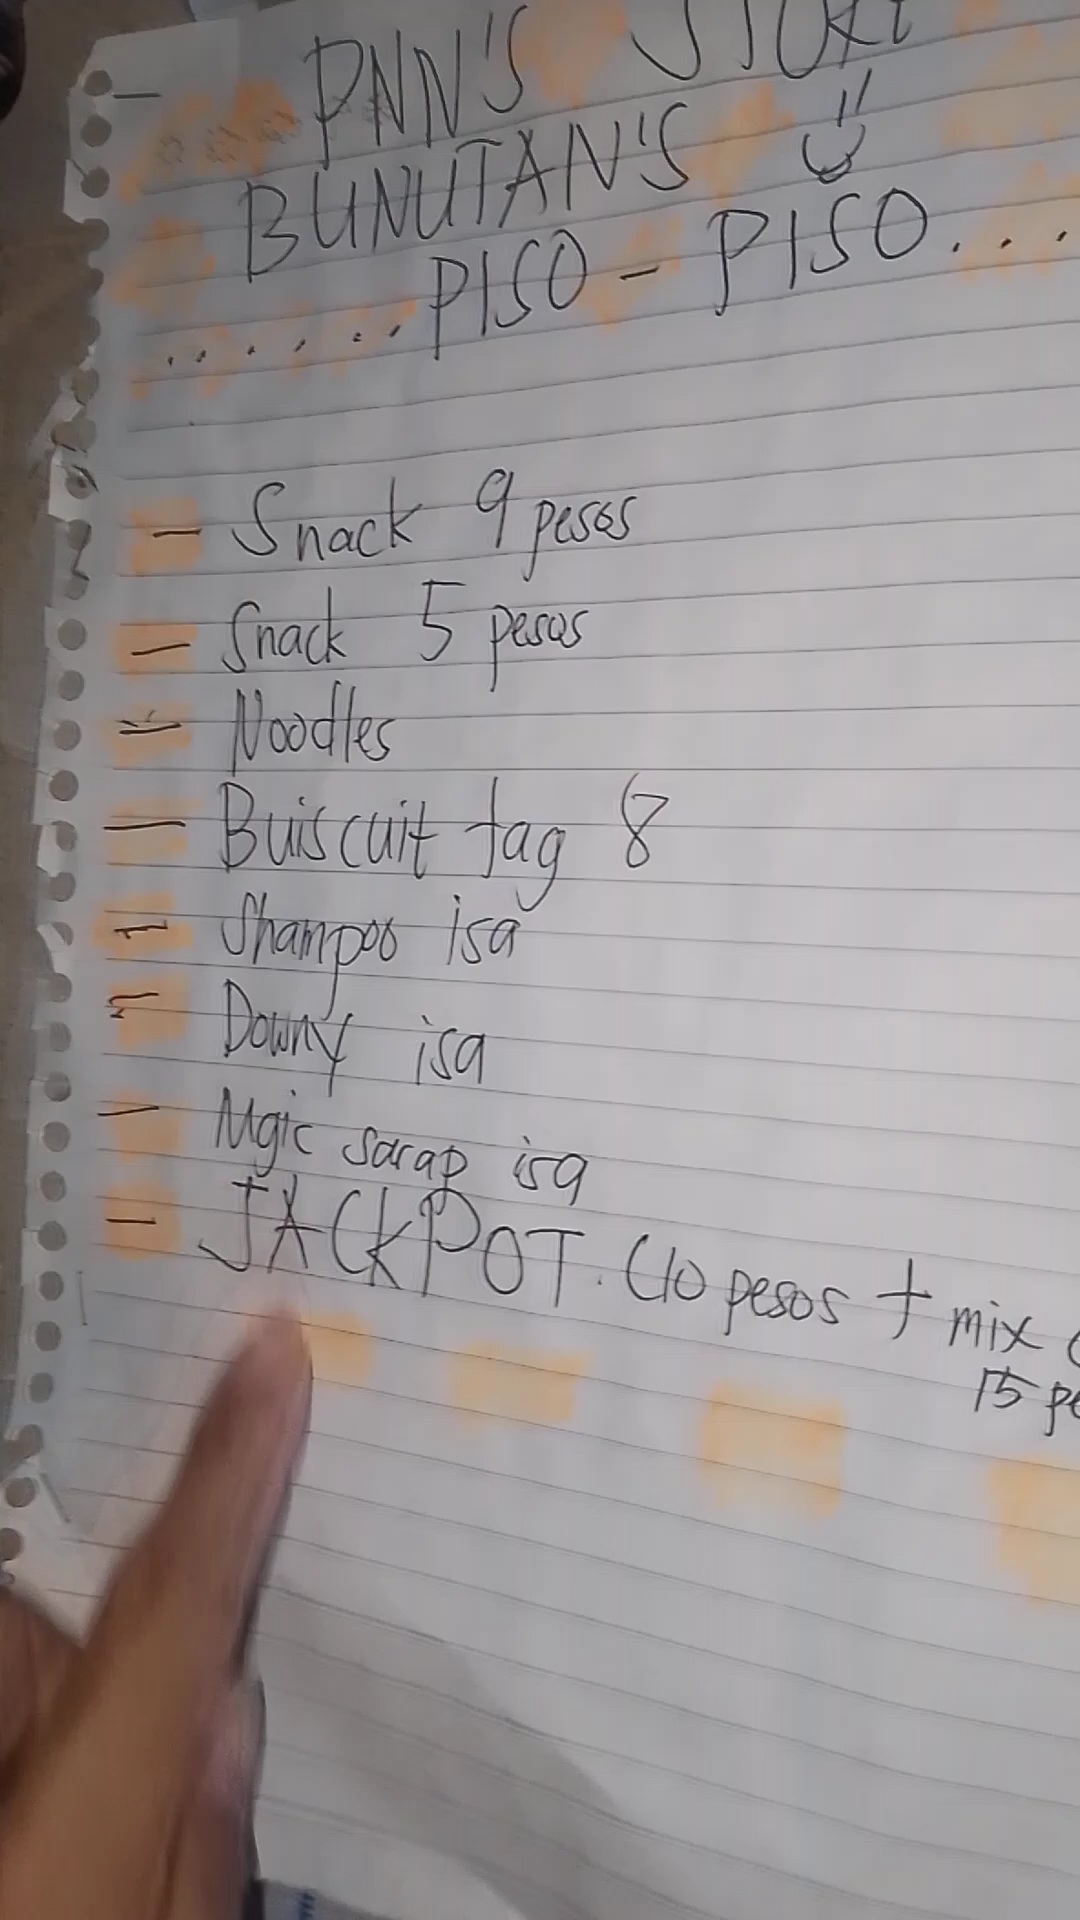 PNN'S STORE
BUNUTAN'S
......PISO-PISO....
- Snack 9 pesos
- Snack 5 pesos
- Noodles
- Buiscuit tag 8
- Shampoo isa
- Downy isa
- Mgic sarap isa
- JACKPOT. (10 pesos + mix
15